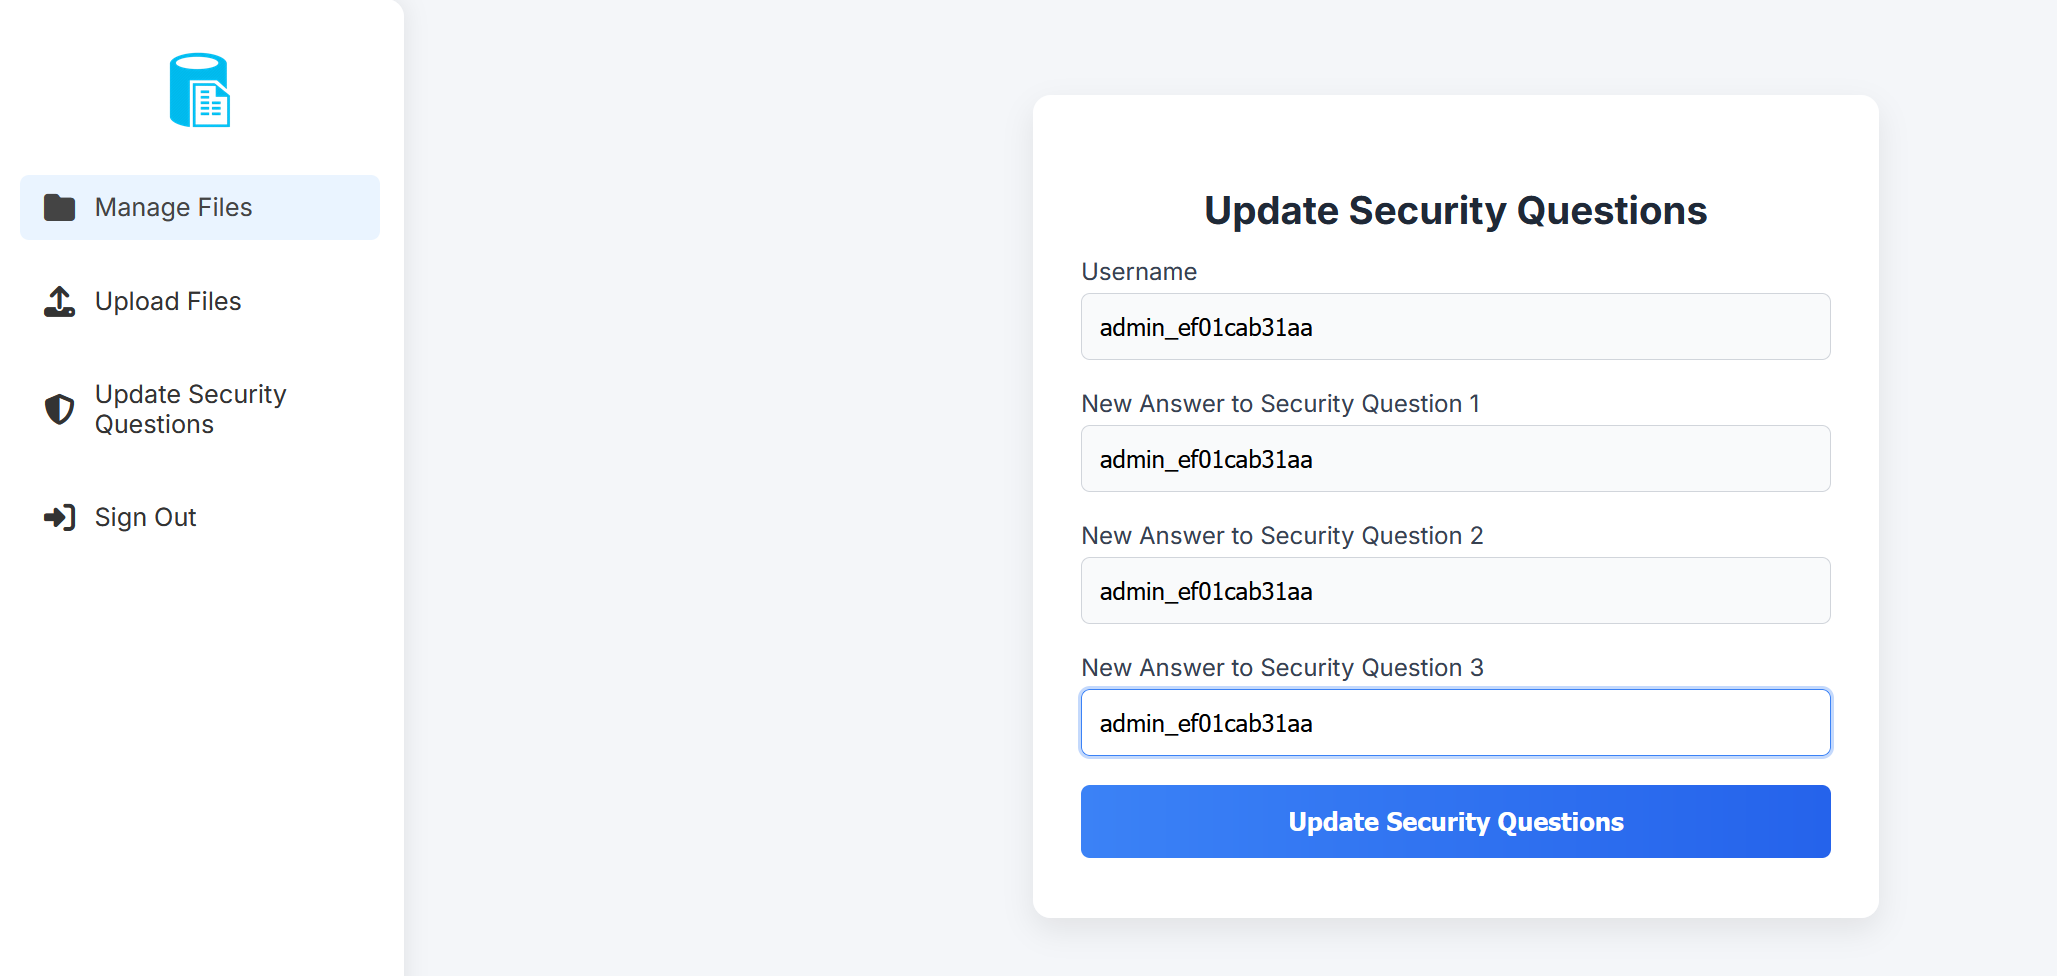 Manage Files
Upload Files
Update Security
Questions
Sign Out
Update Security Questions
Username
admin_ef01cab31aa
New Answer to Security Question 1
admin_ef01cab31aa
New Answer to Security Question 2
admin_ef01cab31aa
New Answer to Security Question 3
admin_ef01cab31aa
Update Security Questions